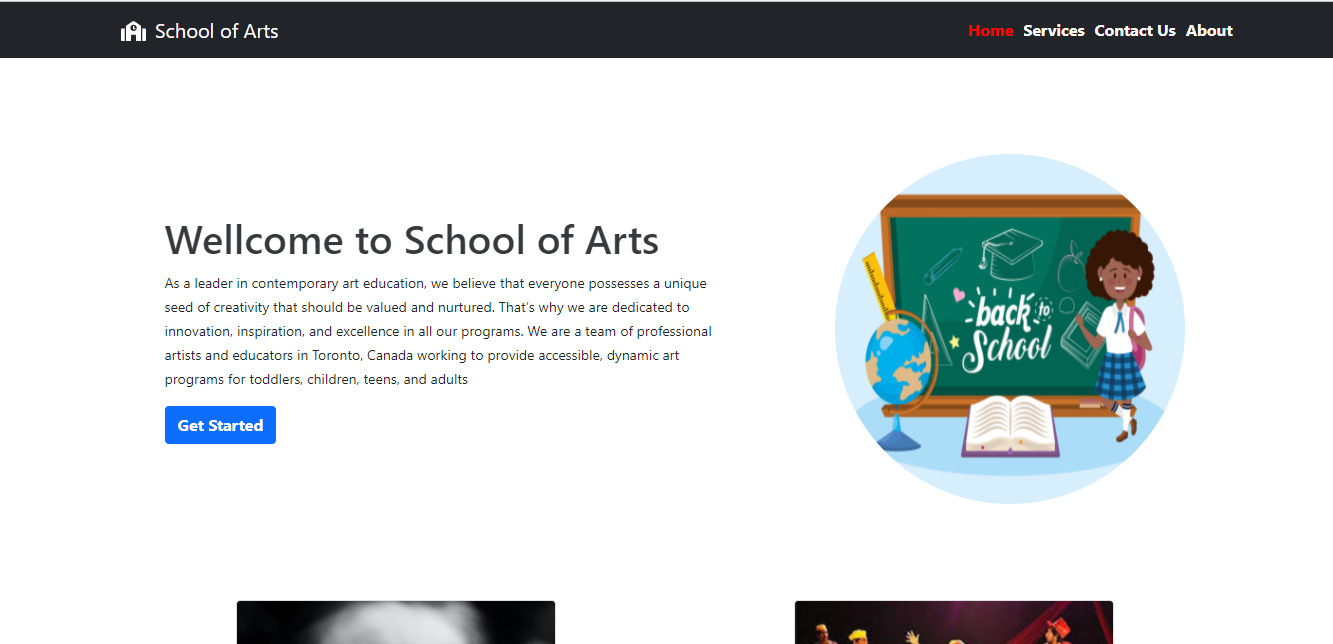 School of Arts
Home Services Contact Us About
Wellcome to School of Arts
As a leader in contemporary art education, we believe that everyone possesses a unique
seed of creativity that should be valued and nurtured. That's why we are dedicated to
innovation, inspiration, and excellence in all our programs. We are a team of professional
artists and educators in Toronto, Canada working to provide accessible, dynamic art
programs for toddlers, children, teens, and adults
Get Started
back to
School